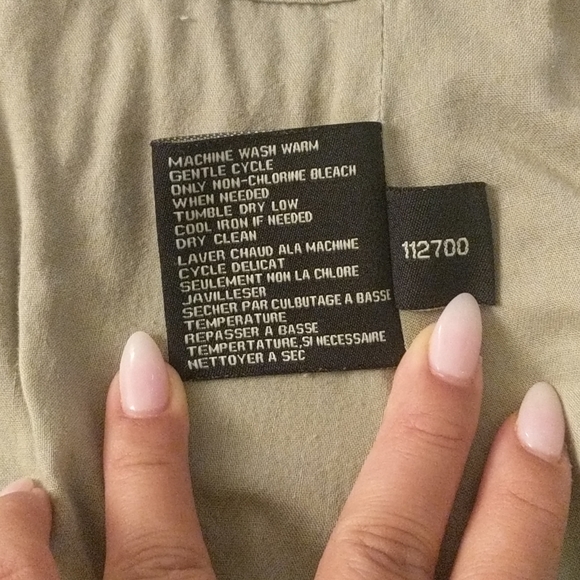 MACHINE WASH WARM
GENTLE CYCLE
ONLY NON-CHLORINE BLEACH
WHEN NEEDED
TUMBLE DRY LOW
COOL IRON IF NEEDED
DRY CLEAN
LAVER CHAUD ALA MACHINE
CYCLE DELICAT
SEULEMENT NON LA CHLORE
JAVILLESER
SECHER PAR CULBUTAGE A BASSE
TEMPERATURE
REPASSER A BASSE
TEMPERTATURE,SI NECESSAIRE
NETTOYER A SEC
112700